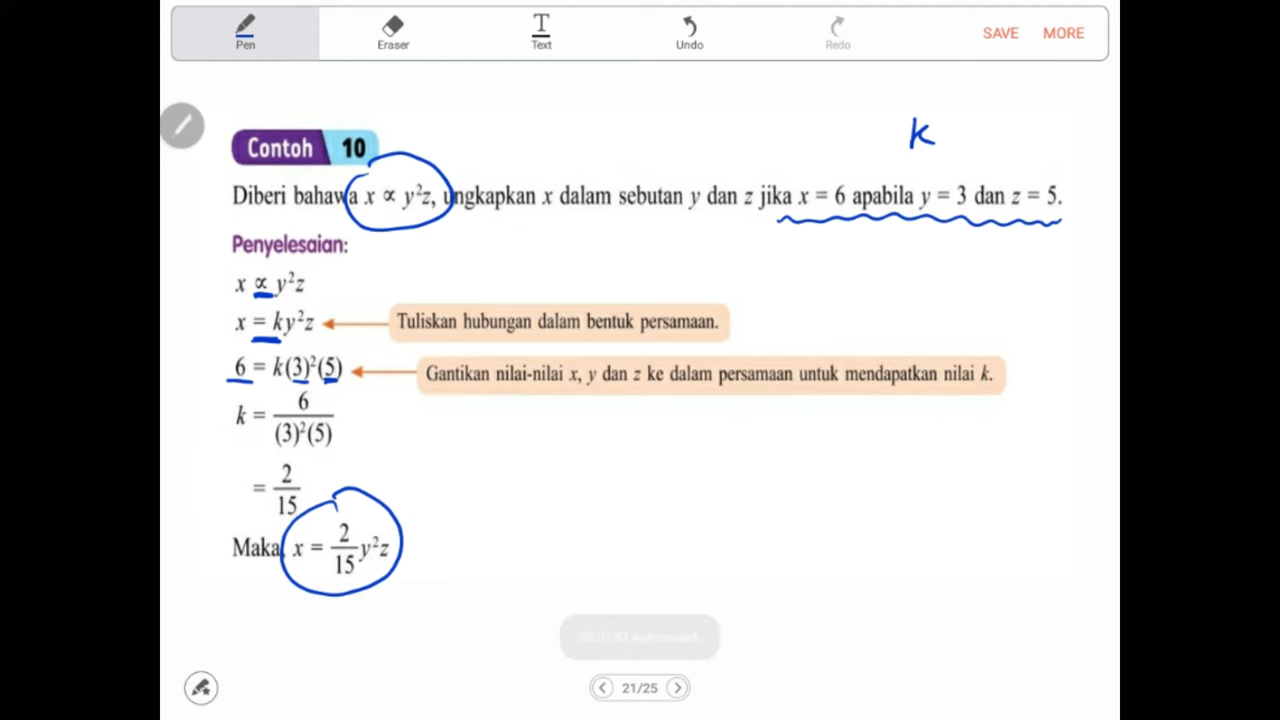 Pen Eraser Text Undo Redo SAVE MORE
k
Contoh 10
Diberi bahawa x ∝ y²z, ungkapkan x dalam sebutan y dan z jika x = 6 apabila y = 3 dan z = 5.
Penyelesaian:
x ∝ y²z
x = ky²z
Tuliskan hubungan dalam bentuk persamaan.
6 = k(3)²(5)
Gantikan nilai-nilai x, y dan z ke dalam persamaan untuk mendapatkan nilai k.
k = 6/(3)²(5)
= 2/15
Maka, x = 2/15 y²z
21/25